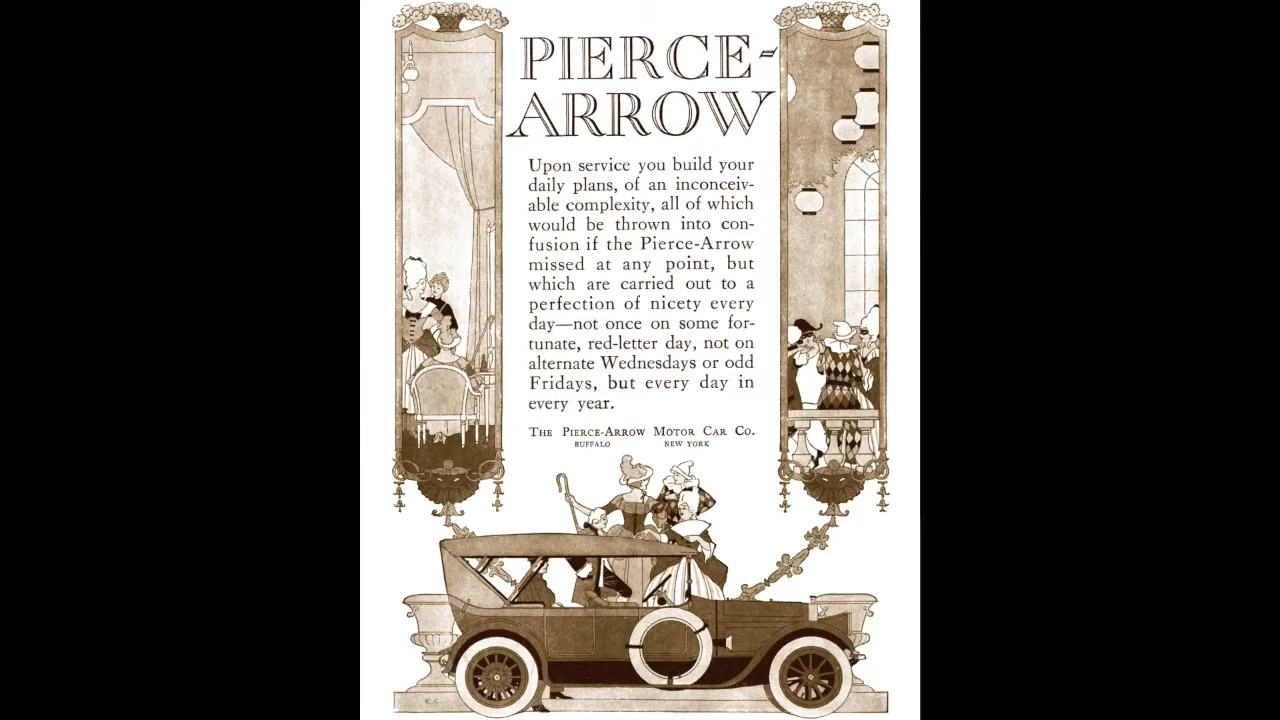 PIERCE-
ARROW
Upon service you build your
daily plans, of an inconceiv-
able complexity, all of which
would be thrown into con-
fusion if the Pierce-Arrow
missed at any point, but
which are carried out to a
perfection of nicety every
day—not once on some for-
tunate, red-letter day, not on
alternate Wednesdays or odd
Fridays, but every day in
every year.
THE PIERCE-ARROW MOTOR CAR CO.
BUFFALO NEW YORK